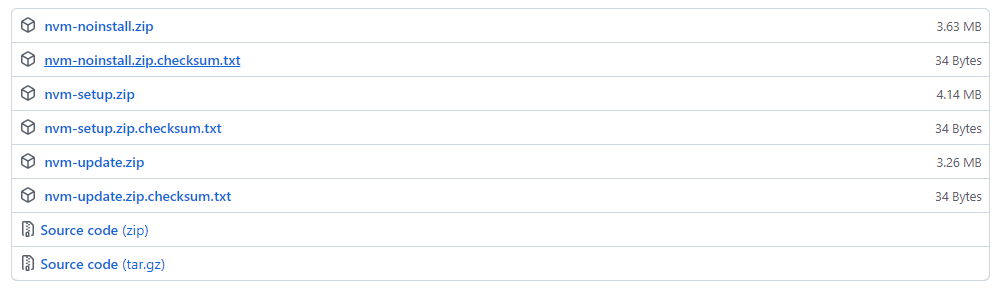 nvm-noinstall.zip 3.63 MB
nvm-noinstall.zip.checksum.txt 34 Bytes
nvm-setup.zip 4.14 MB
nvm-setup.zip.checksum.txt 34 Bytes
nvm-update.zip 3.26 MB
nvm-update.zip.checksum.txt 34 Bytes
Source code (zip)
Source code (tar.gz)